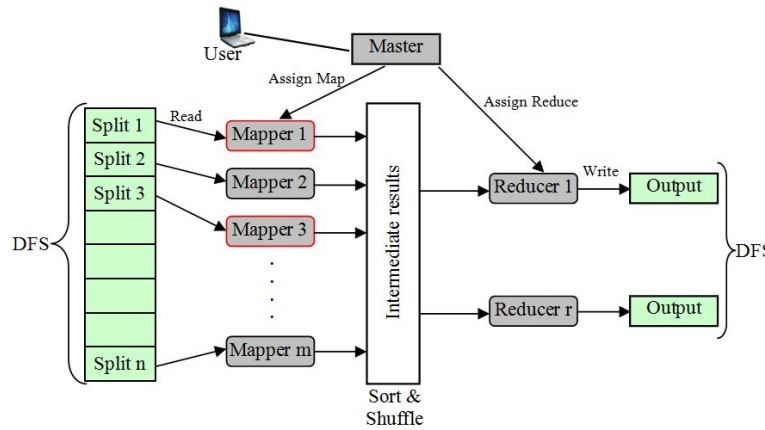 User
Master
Assign Map
Assign Reduce
Read
Split 1
Split 2
Split 3
Split n
DFS
Mapper 1
Mapper 2
Mapper 3
Mapper m
Intermediate results
Sort &
Shuffle
Reducer 1
Reducer r
Write
Output
Output
DFS